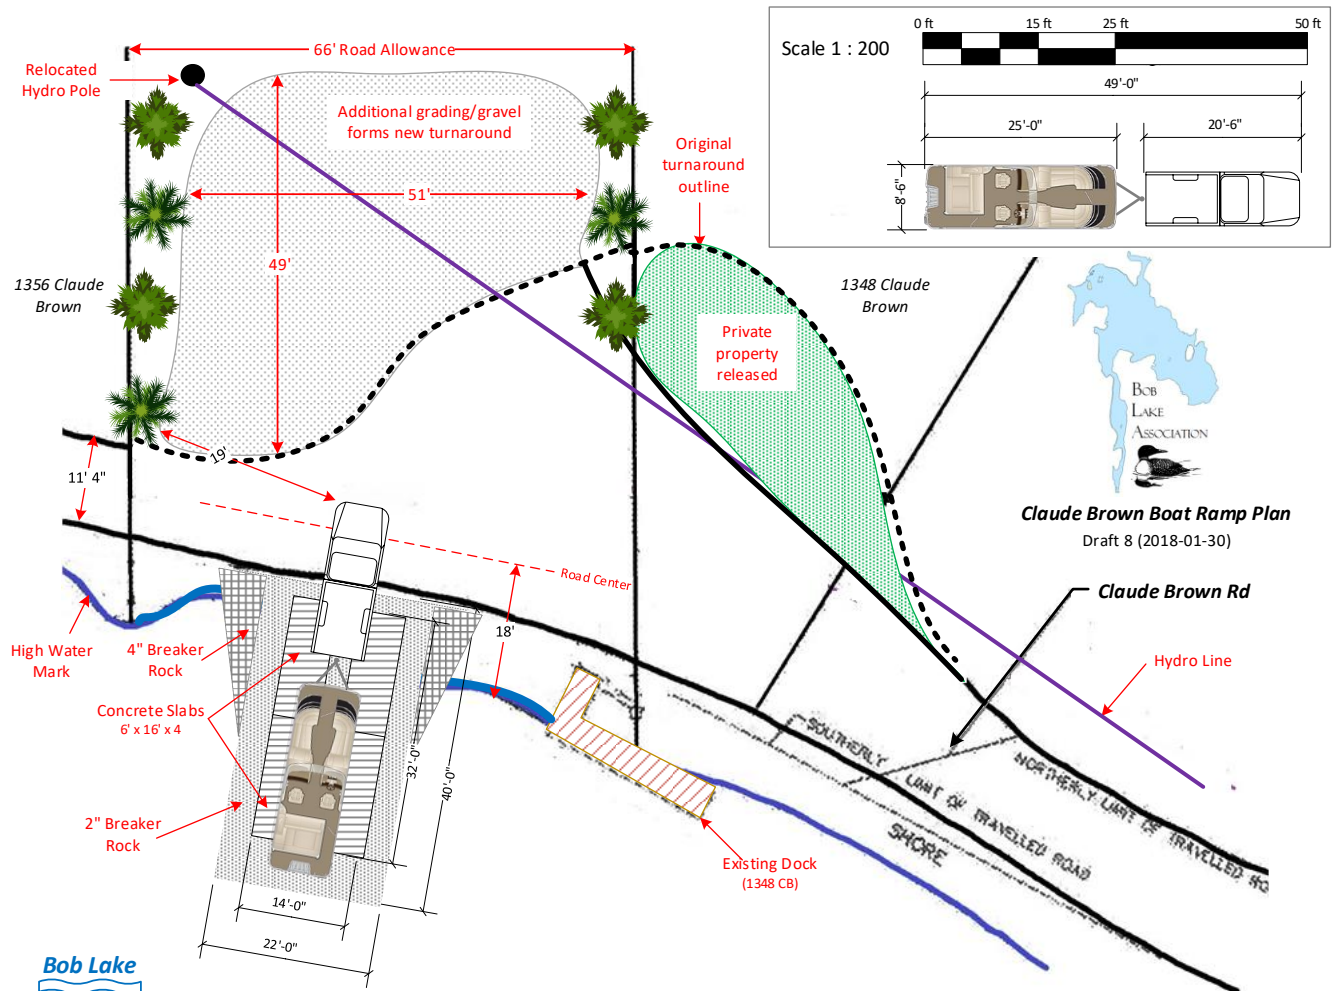 0 ft 15 ft 25 ft 50 ft
Scale 1 : 200
49'-0"
25'-0" 20'-6"
8'-6"
66' Road Allowance
Relocated
Hydro Pole
Additional grading/gravel
forms new turnaround
Original
turnaround
outline
51'
49'
1356 Claude
Brown
1348 Claude
Brown
Private
property
released
BOB
LAKE
ASSOCIATION
19'
11' 4"
Claude Brown Boat Ramp Plan
Draft 8 (2018-01-30)
Road Center
Claude Brown Rd
18'
High Water
Mark
4" Breaker
Rock
Hydro Line
Concrete Slabs
6' x 16' x 4
32'-0"
40'-0"
SOUTHERLY LIMIT OF TRAVELLED ROAD
NORTHERLY LIMIT OF TRAVELLED RO
SHORE
2" Breaker
Rock
Existing Dock
(1348 CB)
14'-0"
22'-0"
Bob Lake